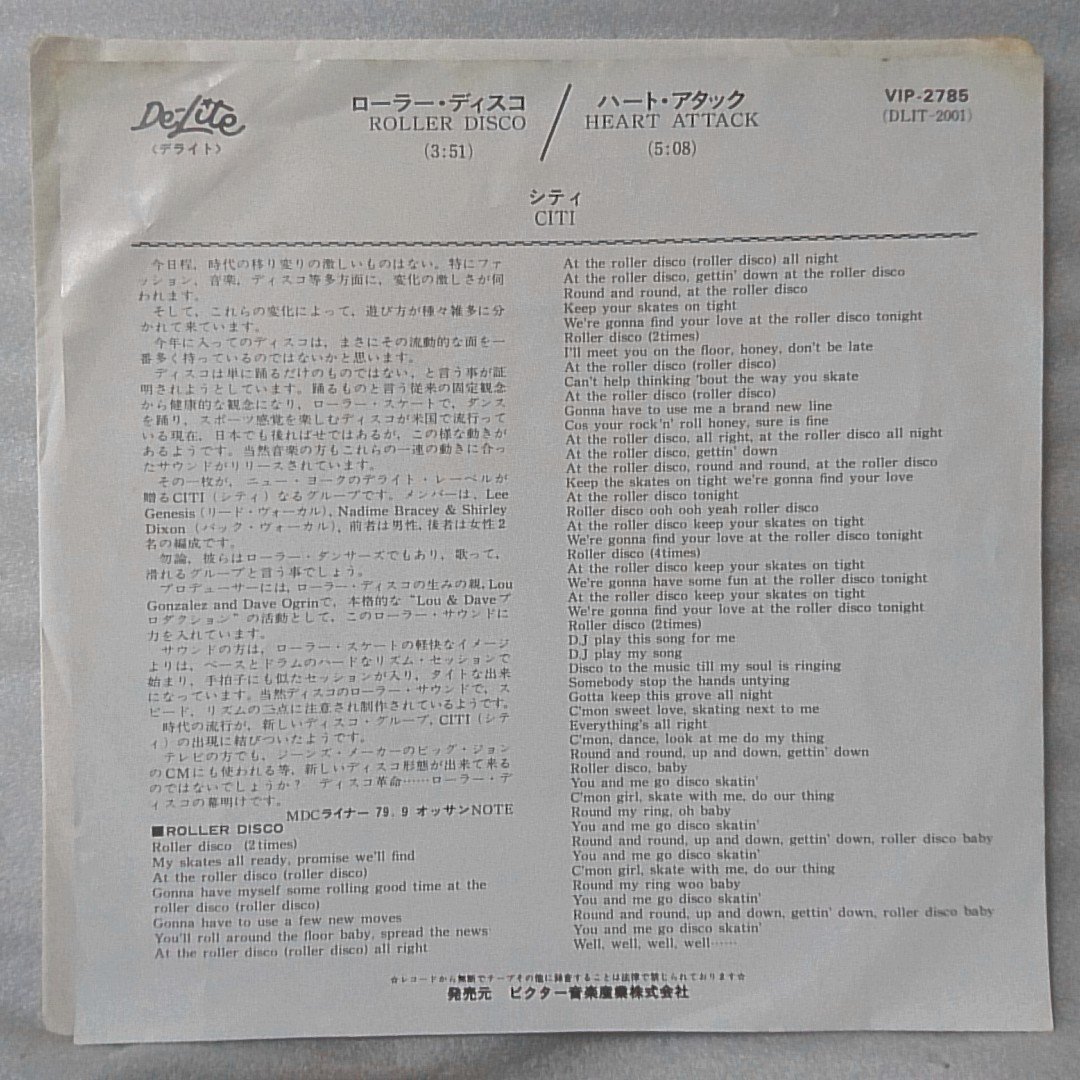 De-Lite
〈デライト〉
ローラー・ディスコ
ROLLER DISCO
(3:51)
/
ハート・アタック
HEART ATTACK
(5:08)
VIP-2785
(DLIT-2001)
シティ
CITI
今日程，時代の移り変りの激しいものはない。特にファ
ッション，音楽，ディスコ等多方面に，変化の激しさが伺
われます。
そして，これらの変化によって，遊び方が種々雑多に分
かれて来ています。
今年に入ってのディスコは，まさにその流動的な面を一
番多く持っているのではないかと思います。
ディスコは単に踊るだけのものではない，と言う事が証
明されようとしています。踊るものと言う従来の固定観念
から健康的な観念になり，ローラー・スケートで，ダンス
を踊り，スポーツ感覚を楽しむディスコが米国で流行って
いる現在，日本でも後ればせではあるが，この様な動きが
あるようです。当然音楽の方もこれらの一連の動きに合っ
たサウンドがリリースされています。
その一枚が，ニュー・ヨークのデライト・レーベルが
贈るCITI（シティ）なるグループです。メンバーは，Lee
Genesis（リード・ヴォーカル），Nadime Bracey & Shirley
Dixon（バック・ヴォーカル），前者は男性，後者は女性2
名の編成です。
勿論，彼らはローラー・ダンサーズでもあり，歌って，
滑れるグループと言う事でしょう。
プロデューサーには，ローラー・ディスコの生みの親，Lou
Gonzalez and Dave Ogrinで，本格的な“Lou & Daveプ
ロダクション”の活動として，このローラー・サウンドに
力を入れています。
サウンドの方は，ローラー・スケートの軽快なイメージ
よりは，ベースとドラムのハードなリズム・セッションで
始まり，手拍子にも似たセッションが入り，タイトな出来
になっています。当然ディスコのローラー・サウンドで，ス
ピード，リズムの二点に注意され制作されているようです。
時代の流行が，新しいディスコ・グループ，CITI（シテ
ィ）の出現に結びついたようです。
テレビの方でも，ジーンズ・メーカーのビッグ・ジョン
のCMにも使われる等，新しいディスコ形態が出来て来る
のではないでしょうか？　ディスコ革命……ローラー・デ
ィスコの幕明けです。
MDCライナー 79.9 オッサンNOTE
■ROLLER DISCO
Roller disco (2times)
My skates all ready, promise we'll find
At the roller disco (roller disco)
Gonna have myself some rolling good time at the
roller disco (roller disco)
Gonna have to use a few new moves
You'll roll around the floor baby, spread the news
At the roller disco (roller disco) all right
At the roller disco (roller disco) all night
At the roller disco, gettin' down at the roller disco
Round and round, at the roller disco
Keep your skates on tight
We're gonna find your love at the roller disco tonight
Roller disco (2times)
I'll meet you on the floor, honey, don't be late
At the roller disco (roller disco)
Can't help thinking 'bout the way you skate
At the roller disco (roller disco)
Gonna have to use me a brand new line
Cos your rock'n' roll honey, sure is fine
At the roller disco, all right, at the roller disco all night
At the roller disco, gettin' down
At the roller disco, round and round, at the roller disco
Keep the skates on tight we're gonna find your love
At the roller disco tonight
Roller disco ooh ooh yeah roller disco
At the roller disco keep your skates on tight
We're gonna find your love at the roller disco tonight
Roller disco (4times)
At the roller disco keep your skates on tight
We're gonna have some fun at the roller disco tonight
At the roller disco keep your skates on tight
We're gonna find your love at the roller disco tonight
Roller disco (2times)
D.J play this song for me
D.J play my song
Disco to the music till my soul is ringing
Somebody stop the hands untying
Gotta keep this grove all night
C'mon sweet love, skating next to me
Everything's all right
C'mon, dance, look at me do my thing
Round and round, up and down, gettin' down
Roller disco, baby
You and me go disco skatin'
C'mon girl, skate with me, do our thing
Round my ring, oh baby
You and me go disco skatin'
Round and round, up and down, gettin' down, roller disco baby
You and me go disco skatin'
C'mon girl, skate with me, do our thing
Round my ring woo baby
You and me go disco skatin'
Round and round, up and down, gettin' down, roller disco baby
You and me go disco skatin'
Well, well, well, well……
☆レコードから無断でテープその他に録音することは法律で禁じられております☆
発売元　ビクター音楽産業株式会社